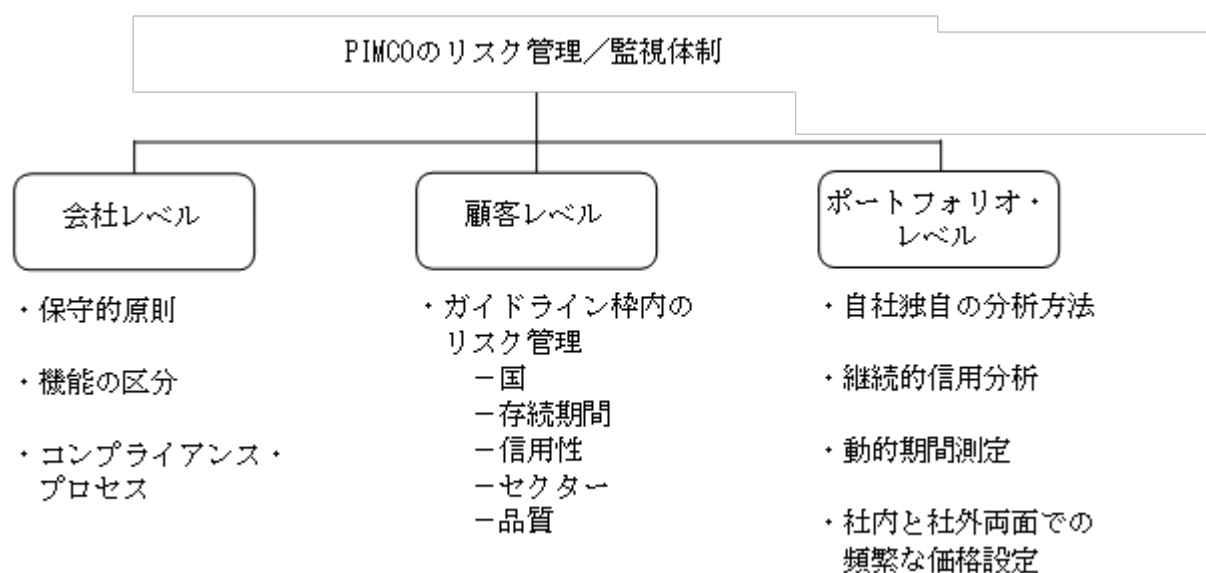 PIMCOのリスク管理／監視体制
会社レベル
・保守的原則
・機能の区分
・コンプライアンス・
プロセス
顧客レベル
・ガイドライン枠内の
リスク管理
－国
－存続期間
－信用性
－セクター
－品質
ポートフォリオ・
レベル
・自社独自の分析方法
・継続的信用分析
・動的期間測定
・社内と社外両面での
頻繁な価格設定